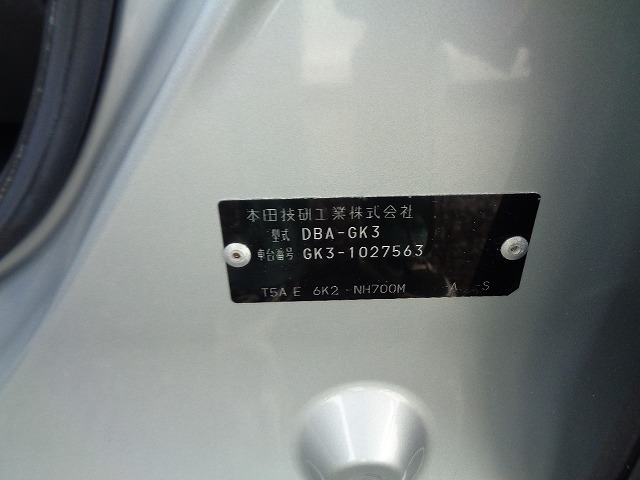 本田技研工業株式会社
型式 DBA-GK3
車台番号 GK3-1027563
T5A E 6K2 - NH700M -A -S